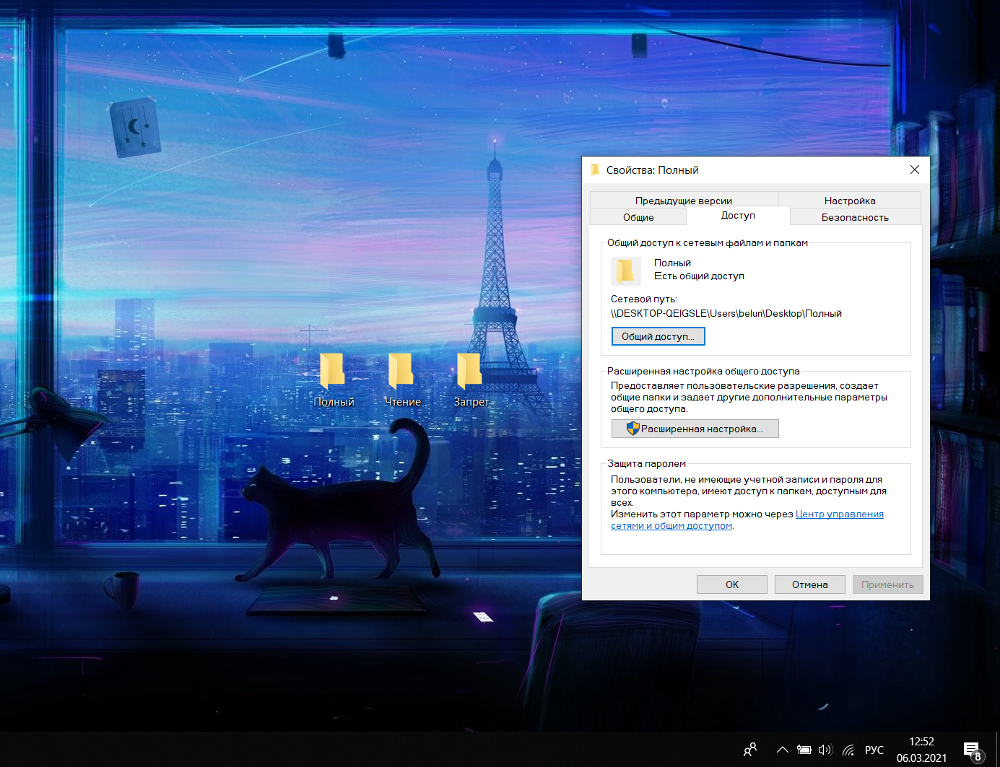 Свойства: Полный
Предыдущие версии
Настройка
Общие
Доступ
Безопасность
Общий доступ к сетевым файлам и папкам
Полный
Есть общий доступ
Сетевой путь:
\\DESKTOP-QEIGSLE\Users\belun\Desktop\Полный
Общий доступ...
Полный
Чтение
Запрет
Расширенная настройка общего доступа
Предоставляет пользовательские разрешения, создает
общие папки и задает другие дополнительные параметры
общего доступа.
Расширенная настройка...
Защита паролем
Пользователи, не имеющие учетной записи и пароля для
этого компьютера, имеют доступ к папкам, доступным для
всех.
Изменить этот параметр можно через Центр управления
сетями и общим доступом.
ОК
Отмена
Применить
РУС
12:52
06.03.2021
8